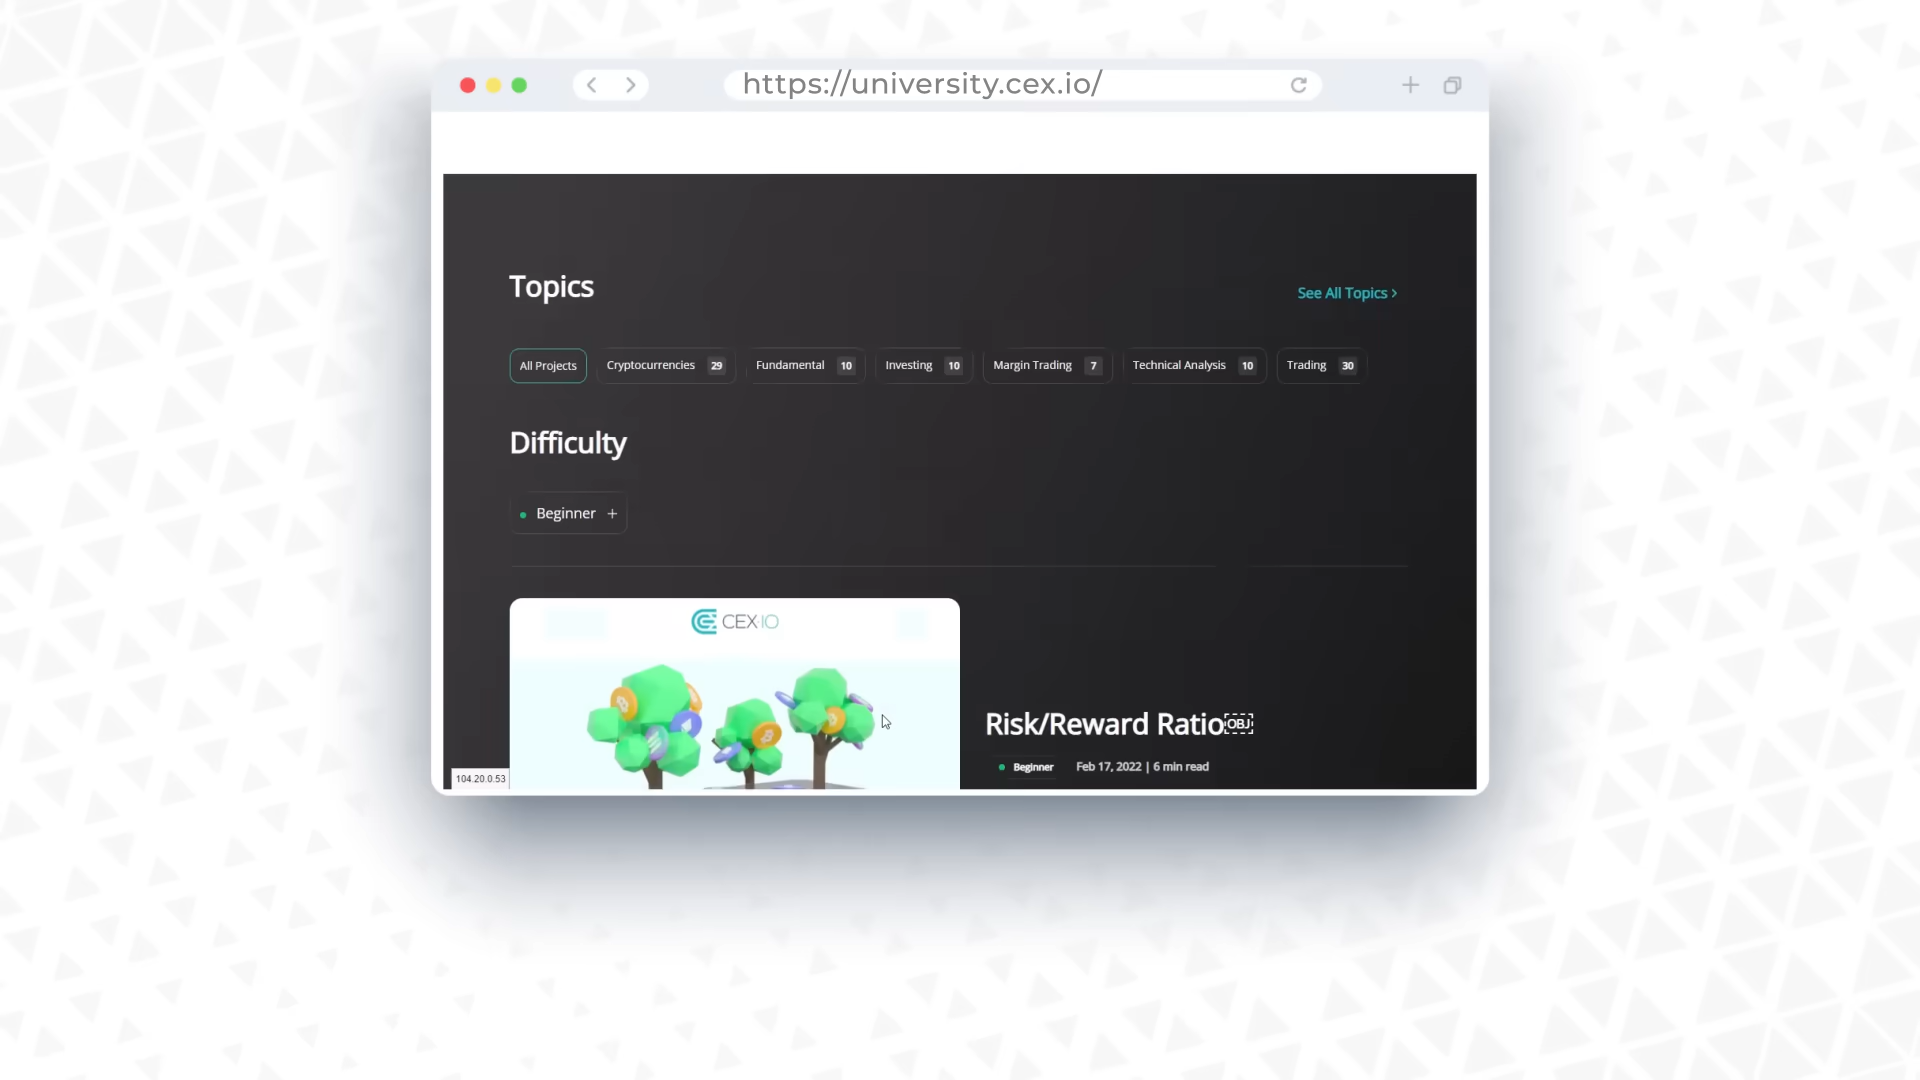 https://university.cex.io/
Topics
See All Topics >
All Projects Cryptocurrencies 29 Fundamental 10 Investing 10 Margin Trading 7 Technical Analysis 10 Trading 30
Difficulty
Beginner +
CEX.IO
Risk/Reward Ratio OBJ
Beginner Feb 17, 2022 | 6 min read
104.20.0.53